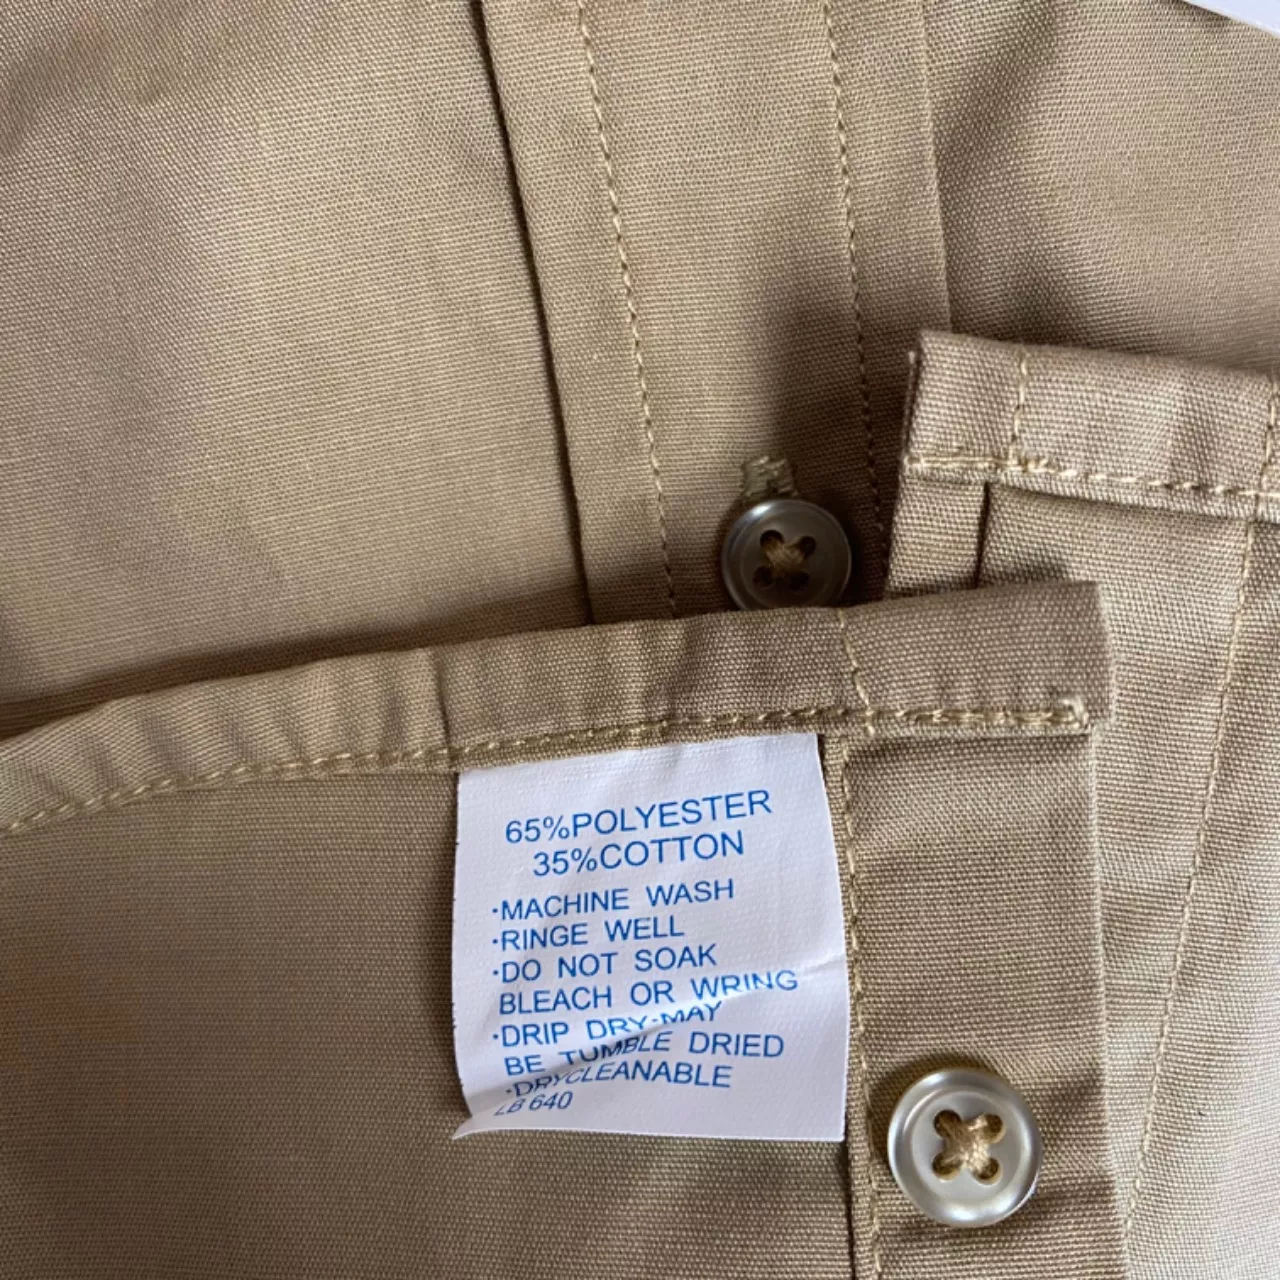 65%POLYESTER
35%COTTON
·MACHINE WASH
·RINGE WELL
·DO NOT SOAK
BLEACH OR WRING
·DRIP DRY-MAY
BE TUMBLE DRIED
·DRYCLEANABLE
LB 640